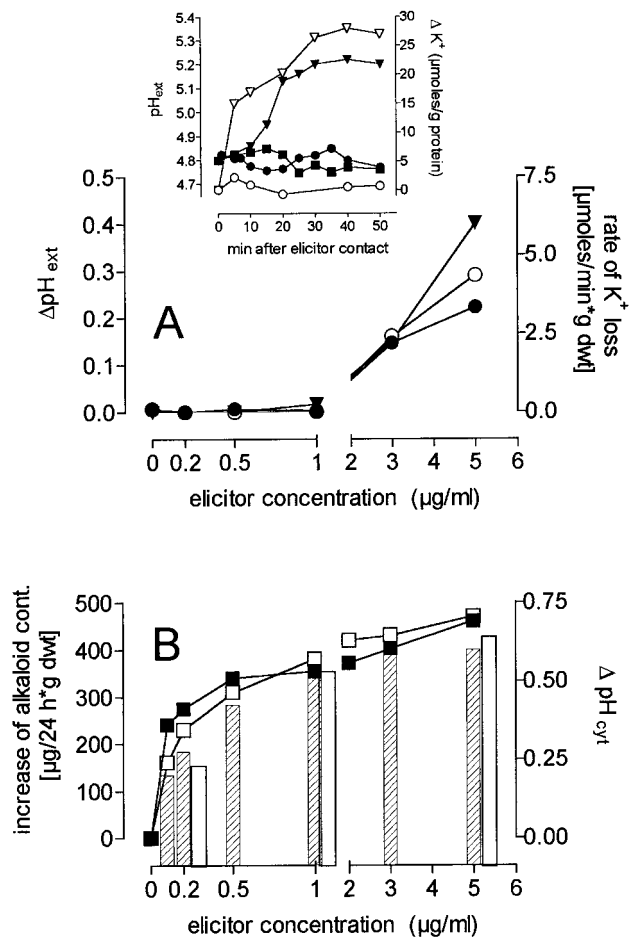 5.4
5.3
5.2
5.1
5.0
4.9
4.8
4.7
pHext
30
25
20
15
10
5
0
Δ K+ (µmoles/g protein)
0 10 20 30 40 50
min after elicitor contact
0.5
0.4
0.3
0.2
0.1
0.0
ΔpH ext
A
7.5
5.0
2.5
0.0
rate of K+ loss
[µmoles/min*g dwt]
0 0.2 0.5 1 2 3 4 5 6
elicitor concentration (µg/ml)
500
400
300
200
100
0
increase of alkaloid cont.
[µg/24 h*g dwt]
B
0.75
0.50
0.25
0.00
Δ pH cyt
0 0.2 0.5 1 2 3 4 5 6
elicitor concentration (µg/ml)